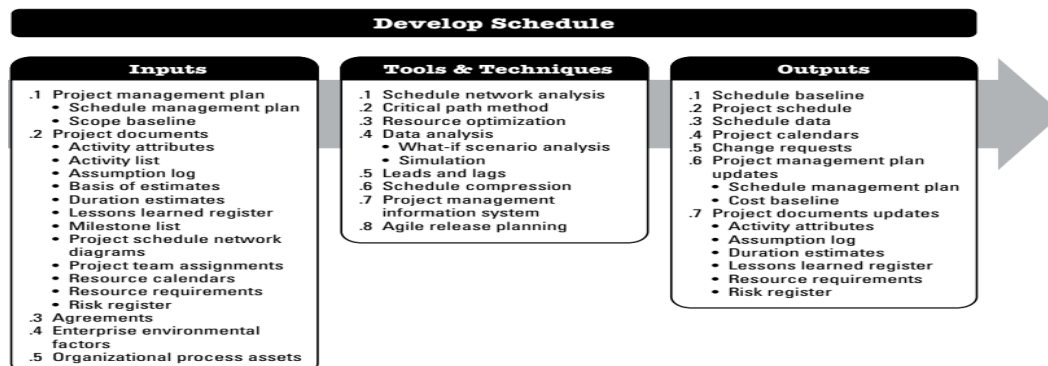 Develop Schedule
Inputs
.1 Project management plan
• Schedule management plan
• Scope baseline
.2 Project documents
• Activity attributes
• Activity list
• Assumption log
• Basis of estimates
• Duration estimates
• Lessons learned register
• Milestone list
• Project schedule network
diagrams
• Project team assignments
• Resource calendars
• Resource requirements
• Risk register
.3 Agreements
.4 Enterprise environmental
factors
.5 Organizational process assets
Tools & Techniques
.1 Schedule network analysis
.2 Critical path method
.3 Resource optimization
.4 Data analysis
• What-if scenario analysis
• Simulation
.5 Leads and lags
.6 Schedule compression
.7 Project management
information system
.8 Agile release planning
Outputs
.1 Schedule baseline
.2 Project schedule
.3 Schedule data
.4 Project calendars
.5 Change requests
.6 Project management plan
updates
• Schedule management plan
• Cost baseline
.7 Project documents updates
• Activity attributes
• Assumption log
• Duration estimates
• Lessons learned register
• Resource requirements
• Risk register